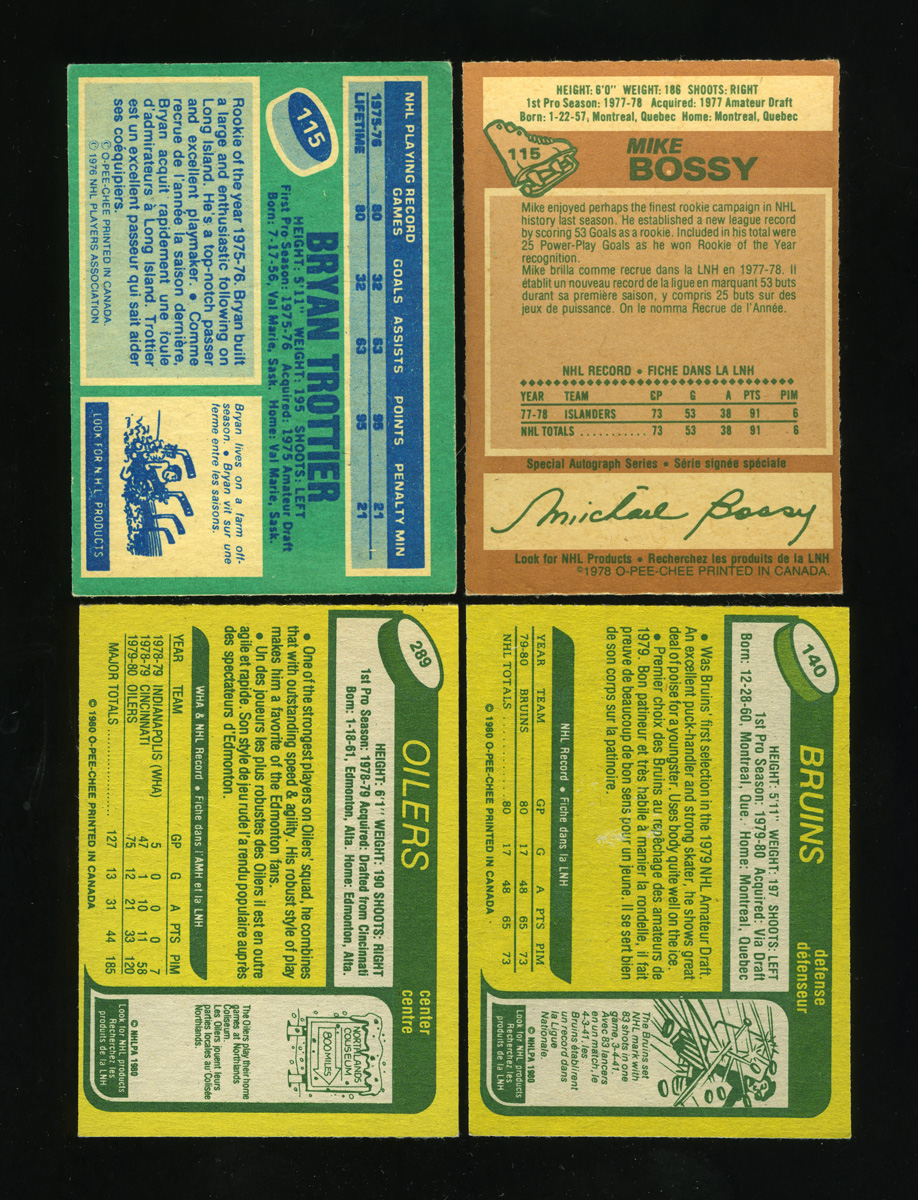 115
NHL PLAYING RECORD
GAMES GOALS ASSISTS POINTS PENALTY MIN
1975-76 80 32 63 95 21
LIFETIME 80 32 63 95 21
BRYAN TROTTIER
HEIGHT: 5'11" WEIGHT: 195 SHOOTS: LEFT
First Pro Season: 1975-76 Acquired: 1975 Amateur Draft
Born: 7-17-56, Val Marie, Sask. Home: Val Marie, Sask.
Rookie of the year 1975-76. Bryan built
a large and enthusiastic following on
Long Island. He's a top-notch passer
and excellent playmaker. • Comme
recrue de l'année la saison dernière,
Bryan acquit rapidement une foule
d'admirateurs à Long Island. Trottier
est un excellent passeur qui sait aider
ses coéquipiers.
© O-PEE-CHEE PRINTED IN CANADA
© 1976 NHL PLAYERS ASSOCIATION
Bryan lives on a farm off-
season. • Bryan vit sur une
ferme entre les saisons.
LOOK FOR N.H.L. PRODUCTS
HEIGHT: 6'0" WEIGHT: 186 SHOOTS: RIGHT
1st Pro Season: 1977-78 Acquired: 1977 Amateur Draft
Born: 1-22-57, Montreal, Quebec Home: Montreal, Quebec
115
MIKE
BOSSY
Mike enjoyed perhaps the finest rookie campaign in NHL
history last season. He established a new league record
by scoring 53 Goals as a rookie. Included in his total were
25 Power-Play Goals as he won Rookie of the Year
recognition.
Mike brilla comme recrue dans la LNH en 1977-78. Il
établit un nouveau record de la ligue en marquant 53 buts
durant sa première saison, y compris 25 buts sur des
jeux de puissance. On le nomma Recrue de l'Année.
NHL RECORD • FICHE DANS LA LNH
YEAR TEAM GP G A PTS PIM
77-78 ISLANDERS 73 53 38 91 6
NHL TOTALS ............ 73 53 38 91 6
Special Autograph Series • Série signée spéciale
Michael Bossy
Look for NHL Products • Recherchez les produits de la LNH
©1978 O-PEE-CHEE PRINTED IN CANADA.
289
OILERS
center
centre
HEIGHT: 6'1" WEIGHT: 190 SHOOTS: RIGHT
1st Pro Season: 1978-79 Acquired: Drafted from Cincinnati
Born: 1-18-61, Edmonton, Alta. Home: Edmonton, Alta.
• One of the strongest players on Oilers' squad, he combines
that with outstanding speed & agility. His robust style of play
makes him a favorite of the Edmonton fans.
• Un des joueurs les plus robustes des Oilers il est en outre
agile et rapide. Son style de jeu rude l'a rendu populaire auprès
des spectateurs d'Edmonton.
WHA & NHL Record • Fiche dans l'AMH et la LNH
YEAR TEAM GP G A PTS PIM
1978-79 INDIANAPOLIS (WHA) 5 0 0 0 7
1978-79 CINCINNATI 47 1 10 11 58
1979-80 OILERS 75 12 21 33 120
MAJOR TOTALS ............ 127 13 31 44 185
© 1980 O-PEE-CHEE PRINTED IN CANADA
NORTHLANDS
COLISEUM
800 MILES
The Oilers play their home
games at Northlands
Coliseum.
Les Oilers jouent leurs
parties locales au Colisée
Northlands.
© NHLPA 1980
Look for NHL products
Recherchez les
produits de la LNH
140
BRUINS
defense
défenseur
HEIGHT: 5'11" WEIGHT: 197 SHOOTS: LEFT
1st Pro Season: 1979-80 Acquired: Via Draft
Born: 12-28-60, Montreal, Que. Home: Montreal, Quebec
• Was Bruins' first selection in the 1979 NHL Amateur Draft.
An excellent puck-handler and strong skater, he shows great
deal of poise for a youngster. Uses body quite well on the ice.
• Premier choix des Bruins au repêchage des amateurs de
1979. Bon patineur et très habile à manier la rondelle, il fait
preuve de beaucoup de bon sens pour un jeune. Il se sert bien
de son corps sur la patinoire.
NHL Record • Fiche dans la LNH
YEAR TEAM GP G A PTS PIM
79-80 BRUINS 80 17 48 65 73
NHL TOTALS ........ 80 17 48 65 73
© 1980 O-PEE-CHEE PRINTED IN CANADA
The Bruins set
NHL mark with
83 shots in one
game, 3-4-41.
Avec 83 lancers
en un match, le
4-3-41, les
Bruins établirent
un record dans
la Ligue
Nationale.
© NHLPA 1980
Look for NHL products
Recherchez les
produits de la LNH